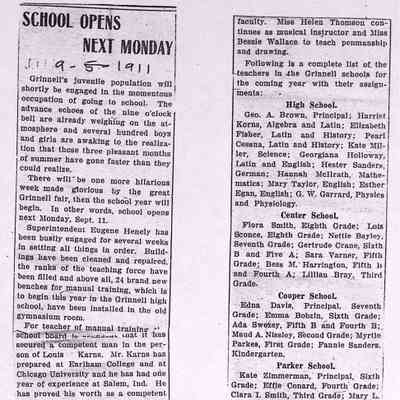 SCHOOL OPENS
NEXT MONDAY
9-5-1911
Grinnell's juvenile population will
shortly be engaged in the momentous
occupation of going to school. The
advance echoes of the nine o'clock
bell are already weighing on the at-
mosphere and several hundred boys
and girls are awaking to the realiza-
tion that those three pleasant months
of summer have gone faster than they
could realize.
There will be one more hilarious
week made glorious by the great
Grinnell fair, then the school year will
begin. In other words, school opens
next Monday, Sept. 11.
Superintendent Eugene Henely has
been busily engaged for several weeks
in setting all things in order. Build-
ings have been cleaned and repaired,
the ranks of the teaching force have
been filled and above all, 24 brand new
benches for manual training, which is
to begin this year in the Grinnell high
school, have been installed in the old
gymnasium room.
For teacher of manual training
school board is that it has
secured a competent man in the per-
son of Louis Karns. Mr. Karns has
prepared at Earlham College and at
Chicago University and he has had one
year of experience at Salem, Ind. He
has proved his worth as a competent
faculty. Miss Helen Thomson con-
tinues as musical insrructor and Miss
Bessie Wallace to teach penmanship
and drawing.
Following is a complete list of the
teachers in the Grinnell schools for
the coming year with their assign-
ments:
High School.
Geo. A. Brown, Principal; Harriet
Korns, Algebra and Latin; Elizabeth
Fisher, Latin and History; Pearl
Cessna, Latin and History; Kate Mil-
ler, Science; Georgiana Holloway,
Latin and English; Hester Sanders,
German; Hannah McIlrath, Mathe-
matics; Mary Taylor, English; Esther
Egan, English; G. W. Garrard, Physics
and Physiology.
Center School.
Flora Smith, Eighth Grade; Lois
Sconce, Eighth Grade; Nettie Bayley,
Seventh Grade; Gertrude Crane, Sixth
B and Five A; Sara Varner, Fifth
Grade; Bess M. Harrington, Fifth B
and Fourth A; Lillian Bray, Third
Grade.
Cooper School.
Edna Davis, Principal, Seventh
Grade; Emma Bobzin, Sixth Grade;
Ada Swezey, Fifth B and Fourth B;
Maud A. Nissley, Second Grade; Myrtle
Parkes, First Grade; Fannie Sanders,
Kindergarten.
Parker School.
Kate Zimmerman, Principal, Sixth
Grade; Effie Conard, Fourth Grade;
Clara I. Smith, Third Grade; Mary L.